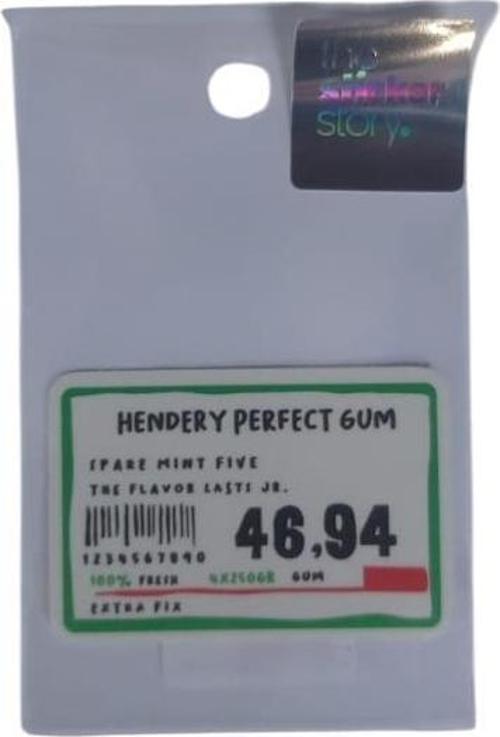 the
sticker
story.
HENDERY PERFECT GUM
SPARE MINT FIVE
THE FLAVOR LASTS JR.
46,94
1234567890
100% FRESH 4X250GR GUM
EXTRA FIX